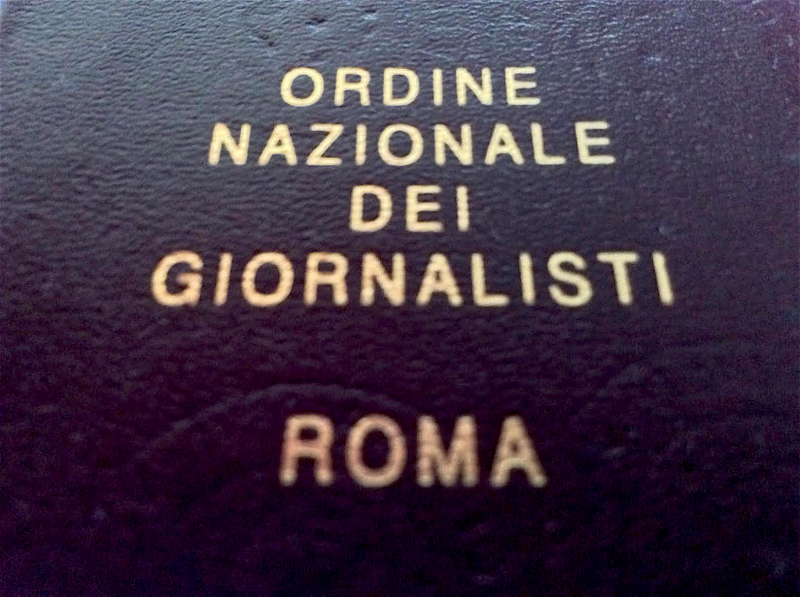 ORDINE
NAZIONALE
DEI
GIORNALISTI
ROMA